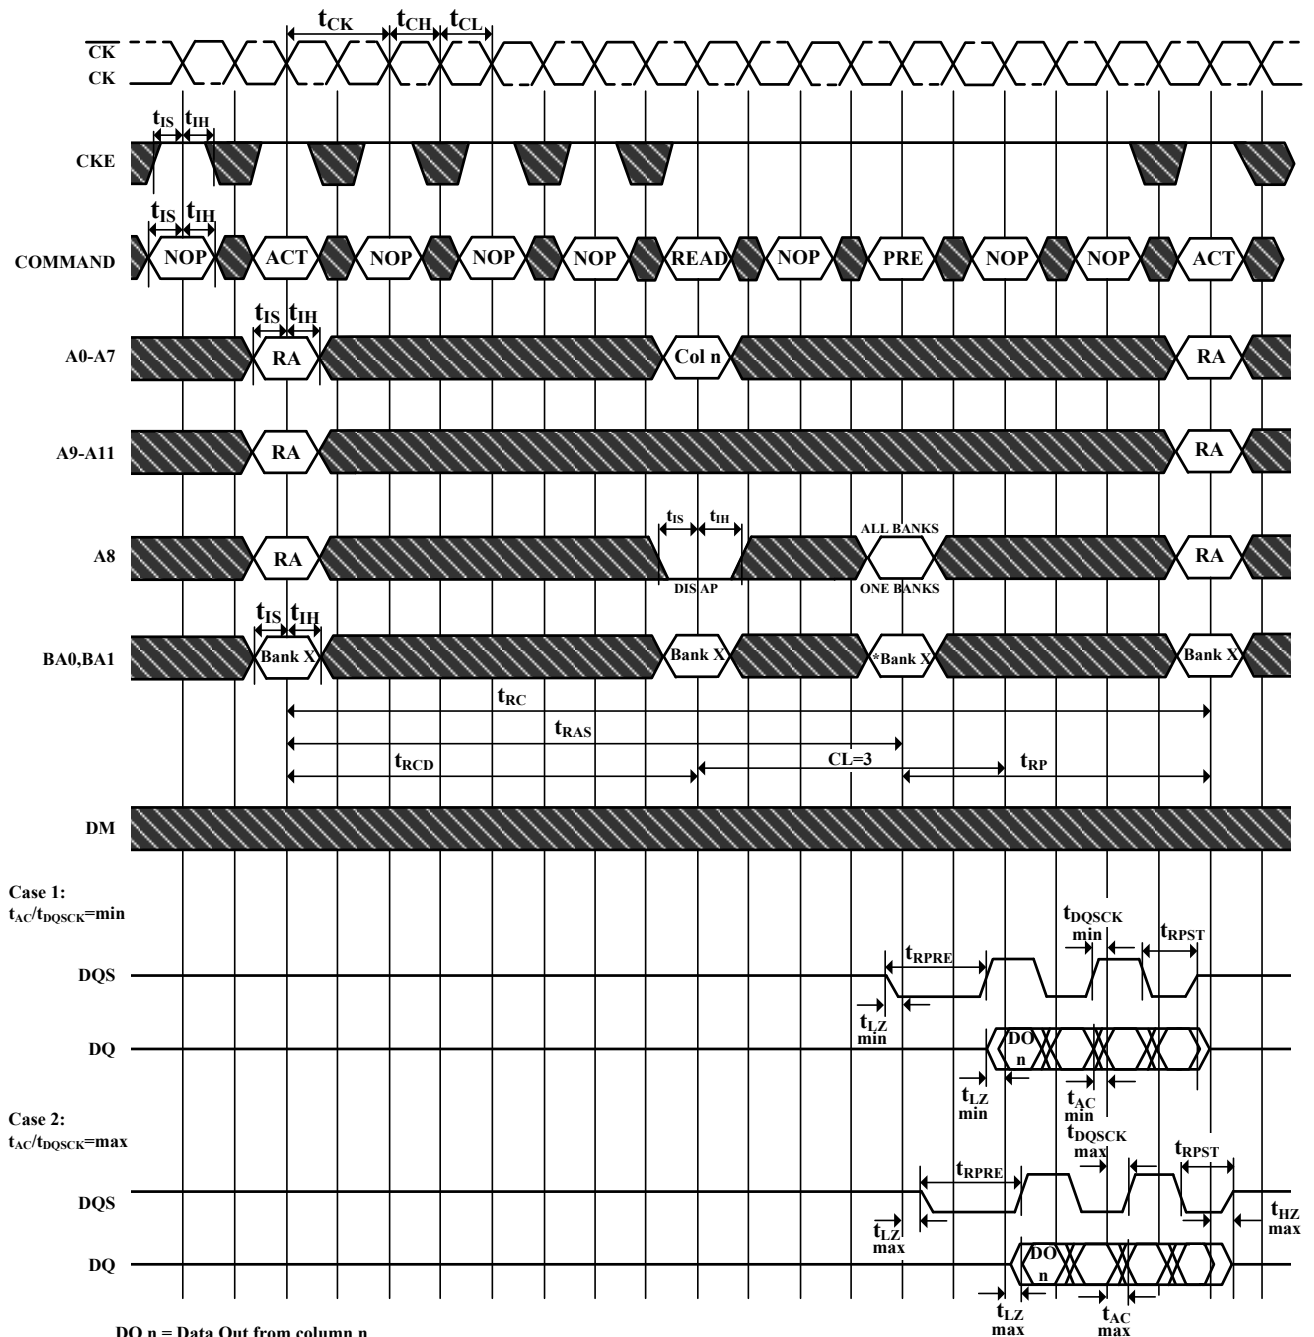 tCK tCH tCL
CK
CK
tIS tIH
CKE
tIS tIH
COMMAND NOP ACT NOP NOP NOP READ NOP PRE NOP NOP ACT
tIS tIH
A0-A7 RA Col n RA
A9-A11 RA RA
tIS tIH ALL BANKS
A8 RA RA
DIS AP ONE BANKS
tIS tIH
BA0,BA1 Bank X Bank X *Bank X Bank X
tRC
tRAS
tRCD CL=3 tRP
DM
Case 1:
tAC/tDQSCK=min
tDQSCK
min
tRPST
DQS tRPRE
tLZ
min
DQ DO
n
tLZ
min
tAC
min
Case 2:
tAC/tDQSCK=max
tDQSCK
max
tRPST
DQS tRPRE
tLZ
max
tHZ
max
DQ DO
n
tLZ
max
tAC
max
DO n = Data Out from column n